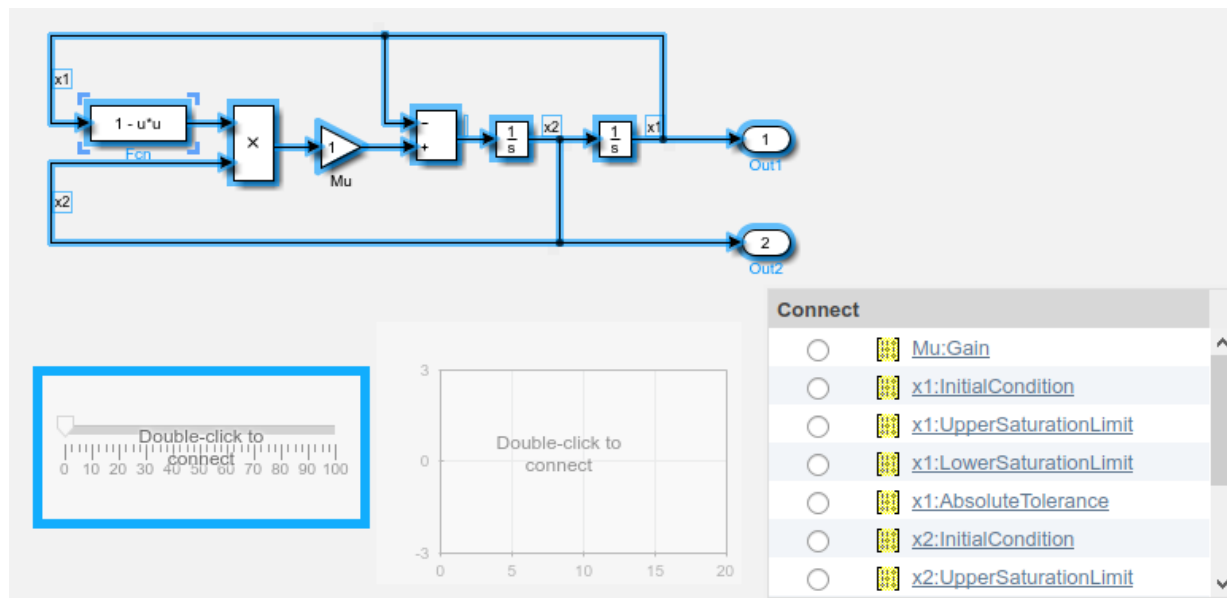 x1
1 - u*u
Fcn
×
1
Mu
−
+
1
s
x2
1
s
x1
1
Out1
x2
2
Out2
Double-click to
connect
0 10 20 30 40 50 60 70 80 90 100
3
0
-3
Double-click to
connect
0 5 10 15 20
Connect
Mu:Gain
x1:InitialCondition
x1:UpperSaturationLimit
x1:LowerSaturationLimit
x1:AbsoluteTolerance
x2:InitialCondition
x2:UpperSaturationLimit